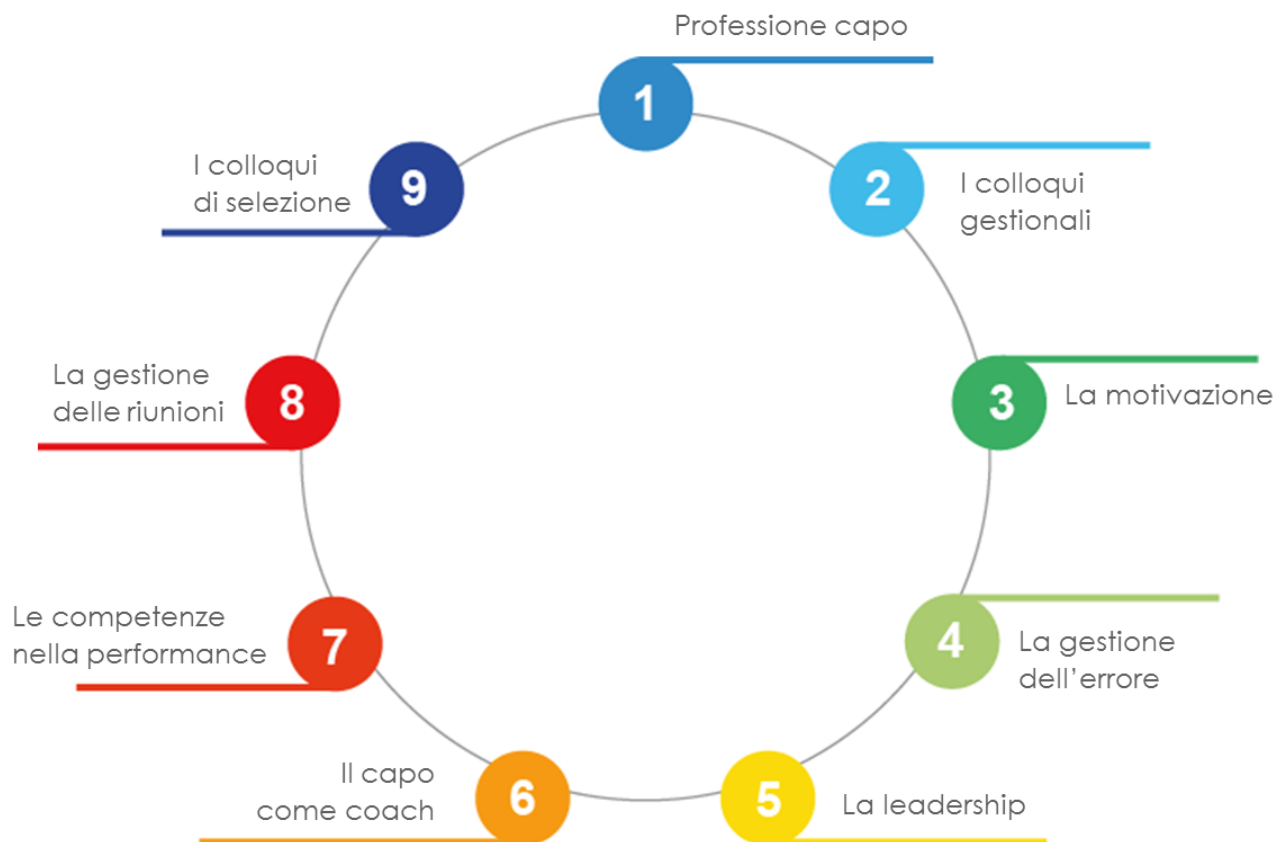 1
Professione capo
2
I colloqui
gestionali
3
La motivazione
4
La gestione
dell’errore
5
La leadership
6
Il capo
come coach
7
Le competenze
nella performance
8
La gestione
delle riunioni
9
I colloqui
di selezione